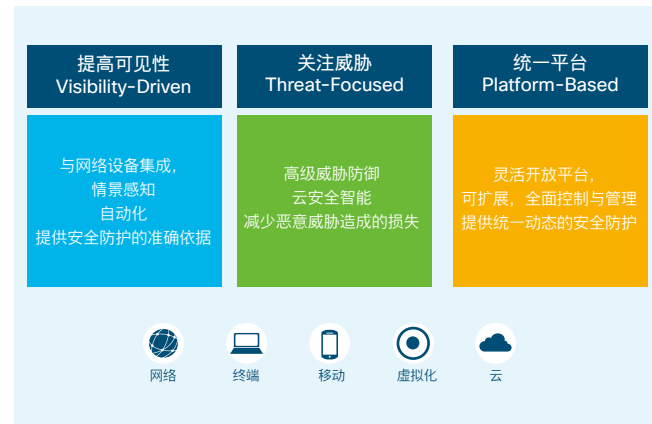 提高可见性
Visibility-Driven
与网络设备集成,
情景感知
自动化
提供安全防护的准确依据
关注威胁
Threat-Focused
高级威胁防御
云安全智能
减少恶意威胁造成的损失
统一平台
Platform-Based
灵活开放平台,
可扩展, 全面控制与管理
提供统一动态的安全防护
网络
终端
移动
虚拟化
云